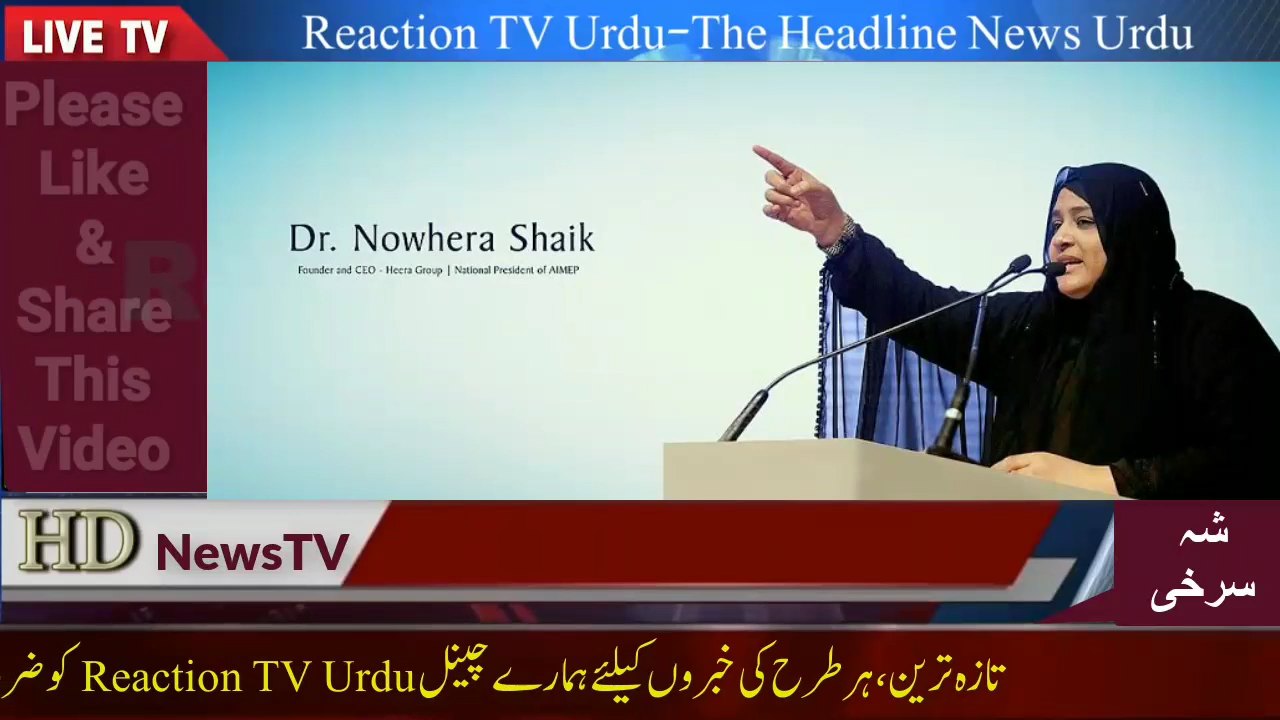 LIVE TV
Reaction TV Urdu-The Headline News Urdu
Please
Like
&
Share
This
Video
R
Dr. Nowhera Shaik
Founder and CEO - Heera Group | National President of AIMEP
HD NewsTV
شہ
سرخی
تازہ ترین، ہر طرح کی خبروں کیلئے ہمارے چینل Reaction TV Urdu کو ضر